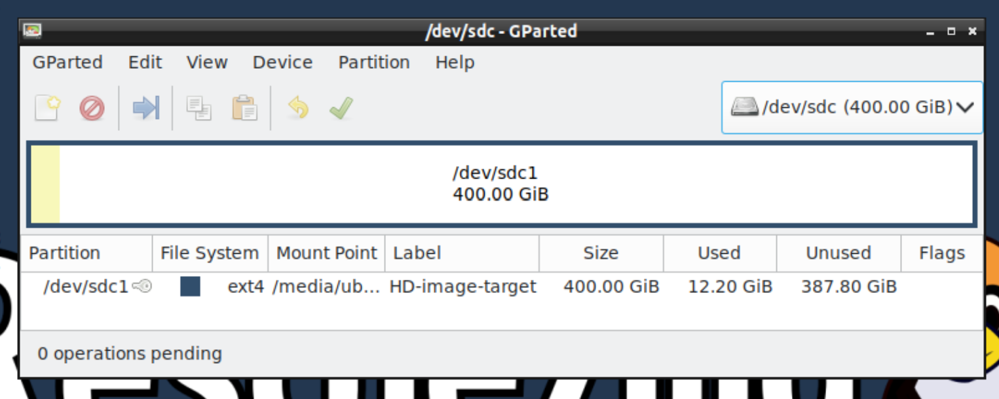 /dev/sdc - GParted
GParted Edit View Device Partition Help
/dev/sdc (400.00 GiB)
/dev/sdc1
400.00 GiB
Partition File System Mount Point Label Size Used Unused Flags
/dev/sdc1 ext4 /media/ub... HD-image-target 400.00 GiB 12.20 GiB 387.80 GiB
0 operations pending